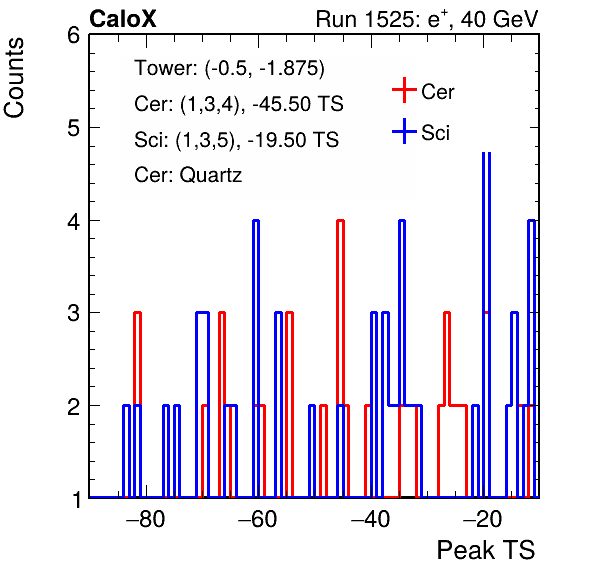 CaloX
Run 1525: e+, 40 GeV
Counts
6
5
4
3
2
1
Tower: (-0.5, -1.875)
Cer: (1,3,4), -45.50 TS
Sci: (1,3,5), -19.50 TS
Cer: Quartz
Cer
Sci
−80
−60
−40
−20
Peak TS